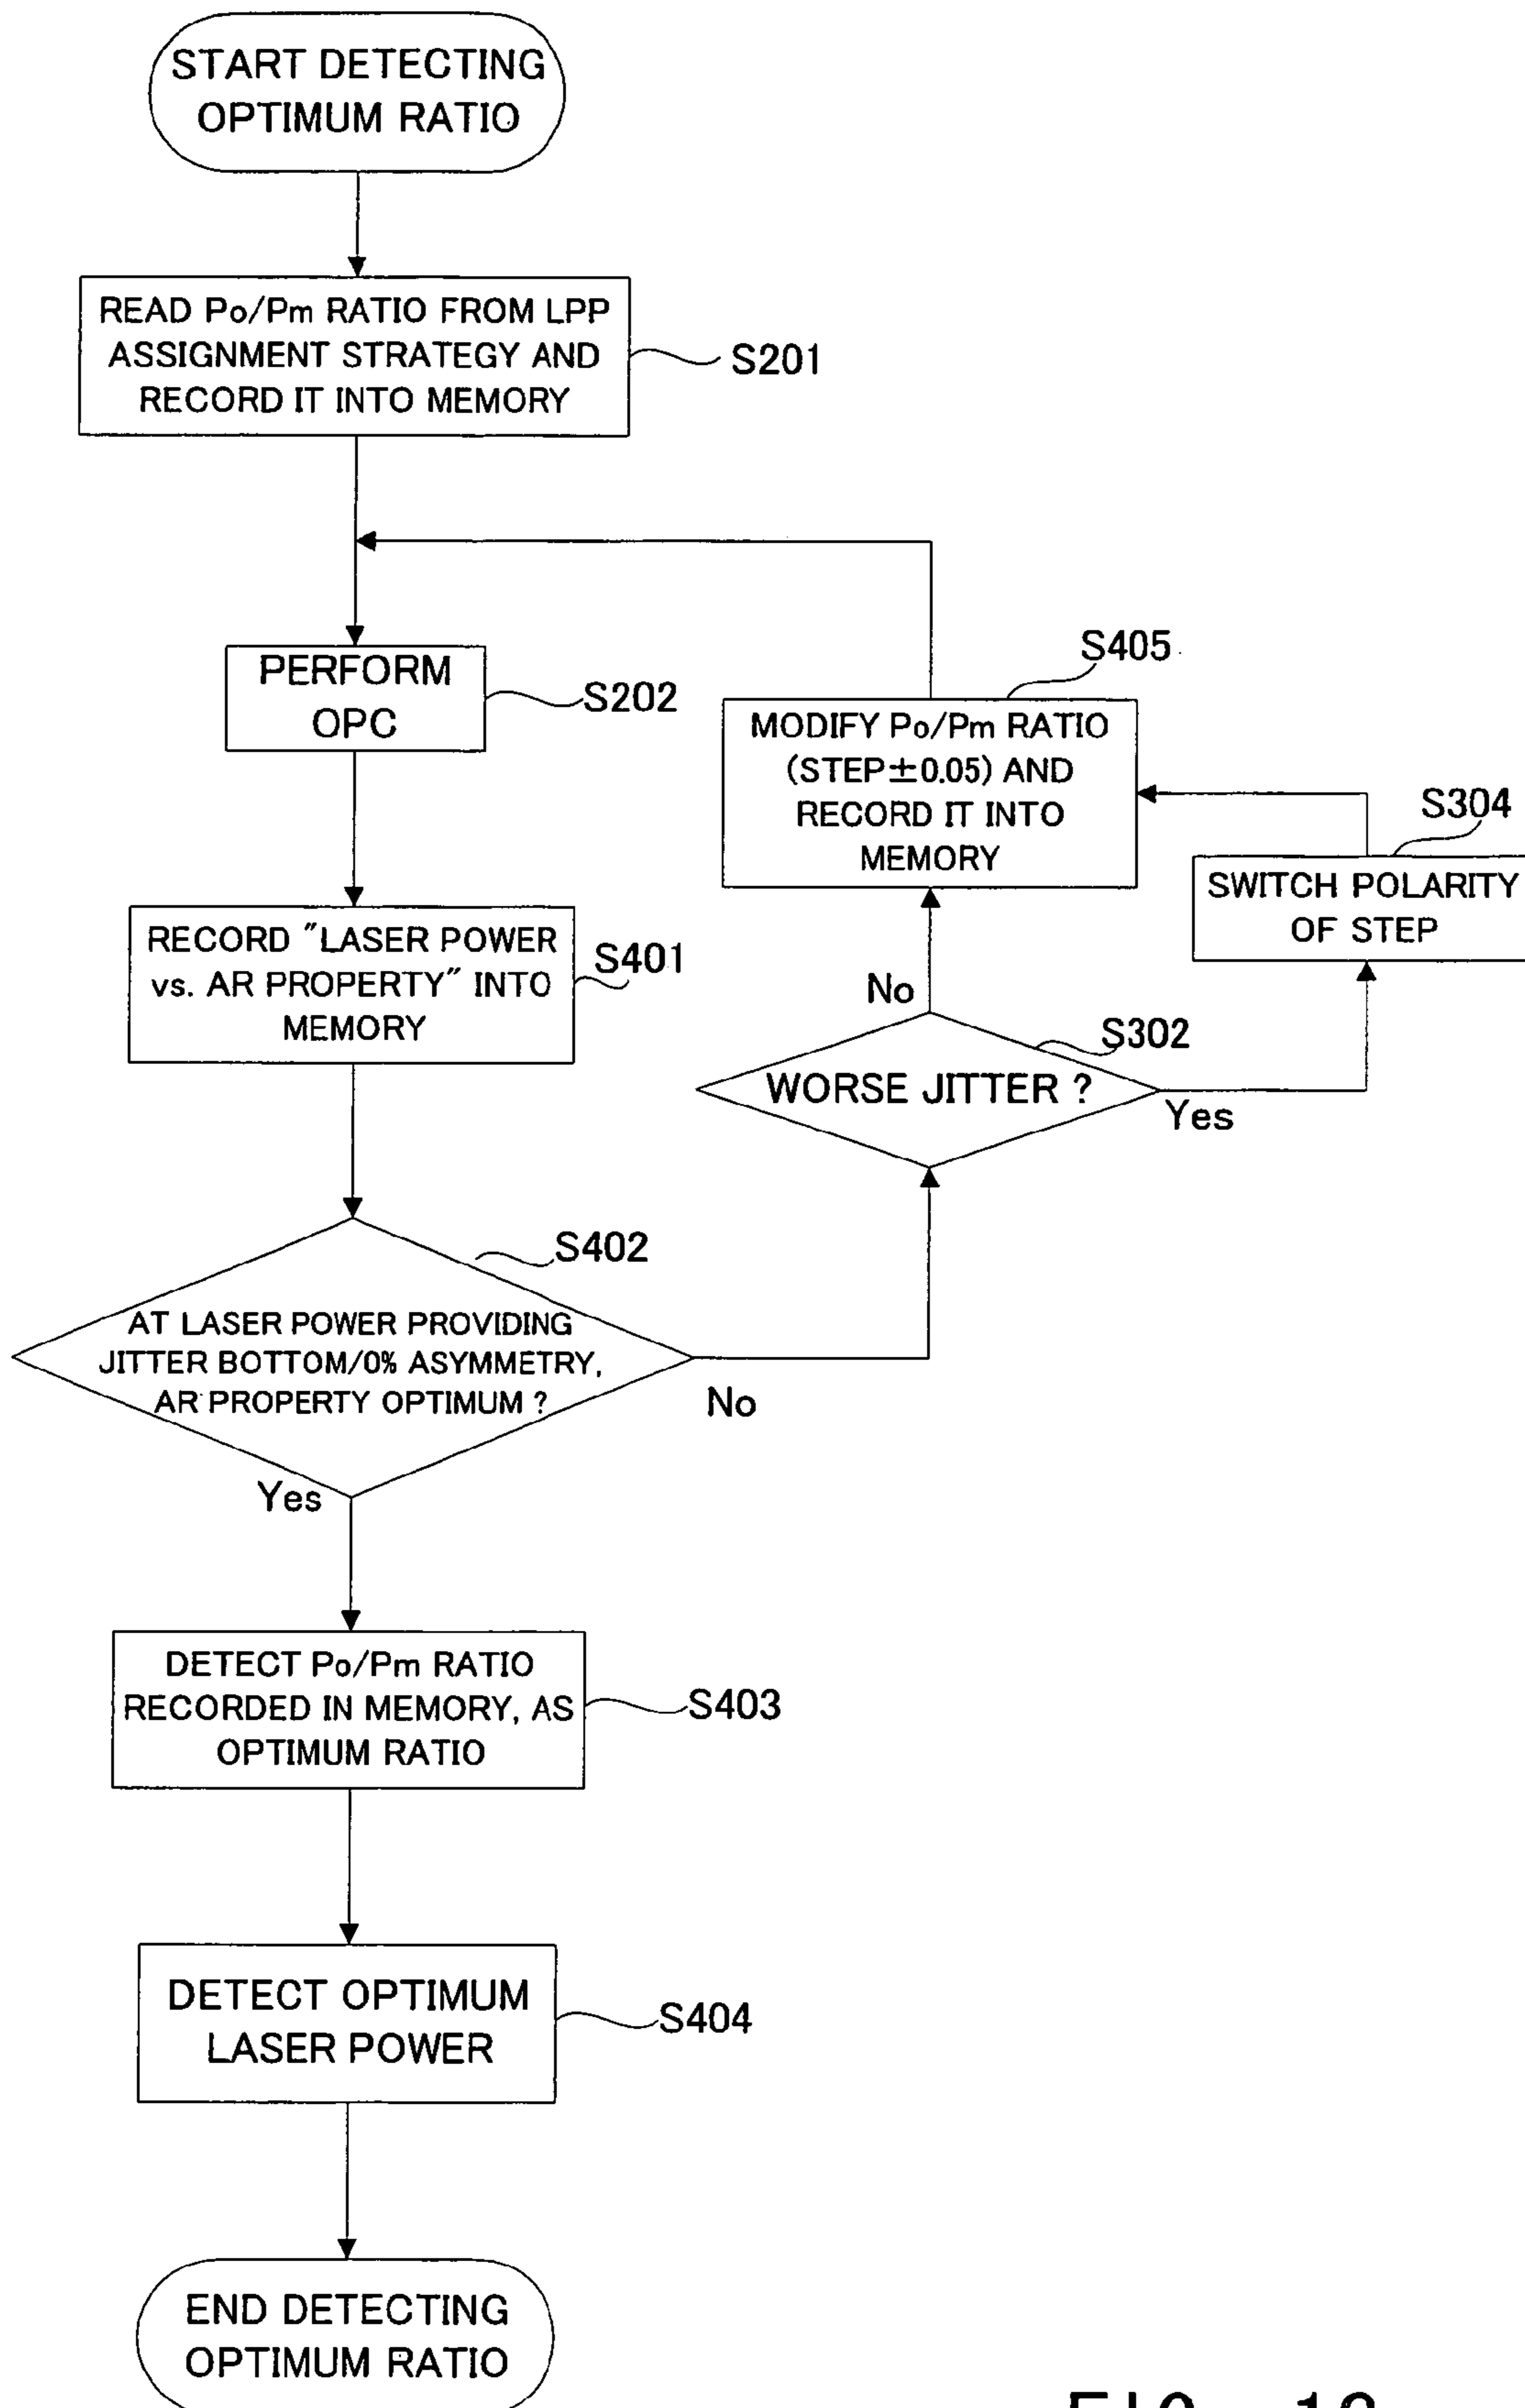 START DETECTING
OPTIMUM RATIO
READ Po/Pm RATIO FROM LPP
ASSIGNMENT STRATEGY AND
RECORD IT INTO MEMORY
S201
PERFORM
OPC
S202
S405
MODIFY Po/Pm RATIO
(STEP±0.05) AND
RECORD IT INTO
MEMORY
S304
SWITCH POLARITY
OF STEP
RECORD "LASER POWER
vs. AR PROPERTY" INTO
MEMORY
S401
No
S302
WORSE JITTER ?
Yes
S402
AT LASER POWER PROVIDING
JITTER BOTTOM/0% ASYMMETRY,
AR PROPERTY OPTIMUM ?
No
Yes
DETECT Po/Pm RATIO
RECORDED IN MEMORY, AS
OPTIMUM RATIO
S403
DETECT OPTIMUM
LASER POWER
S404
END DETECTING
OPTIMUM RATIO